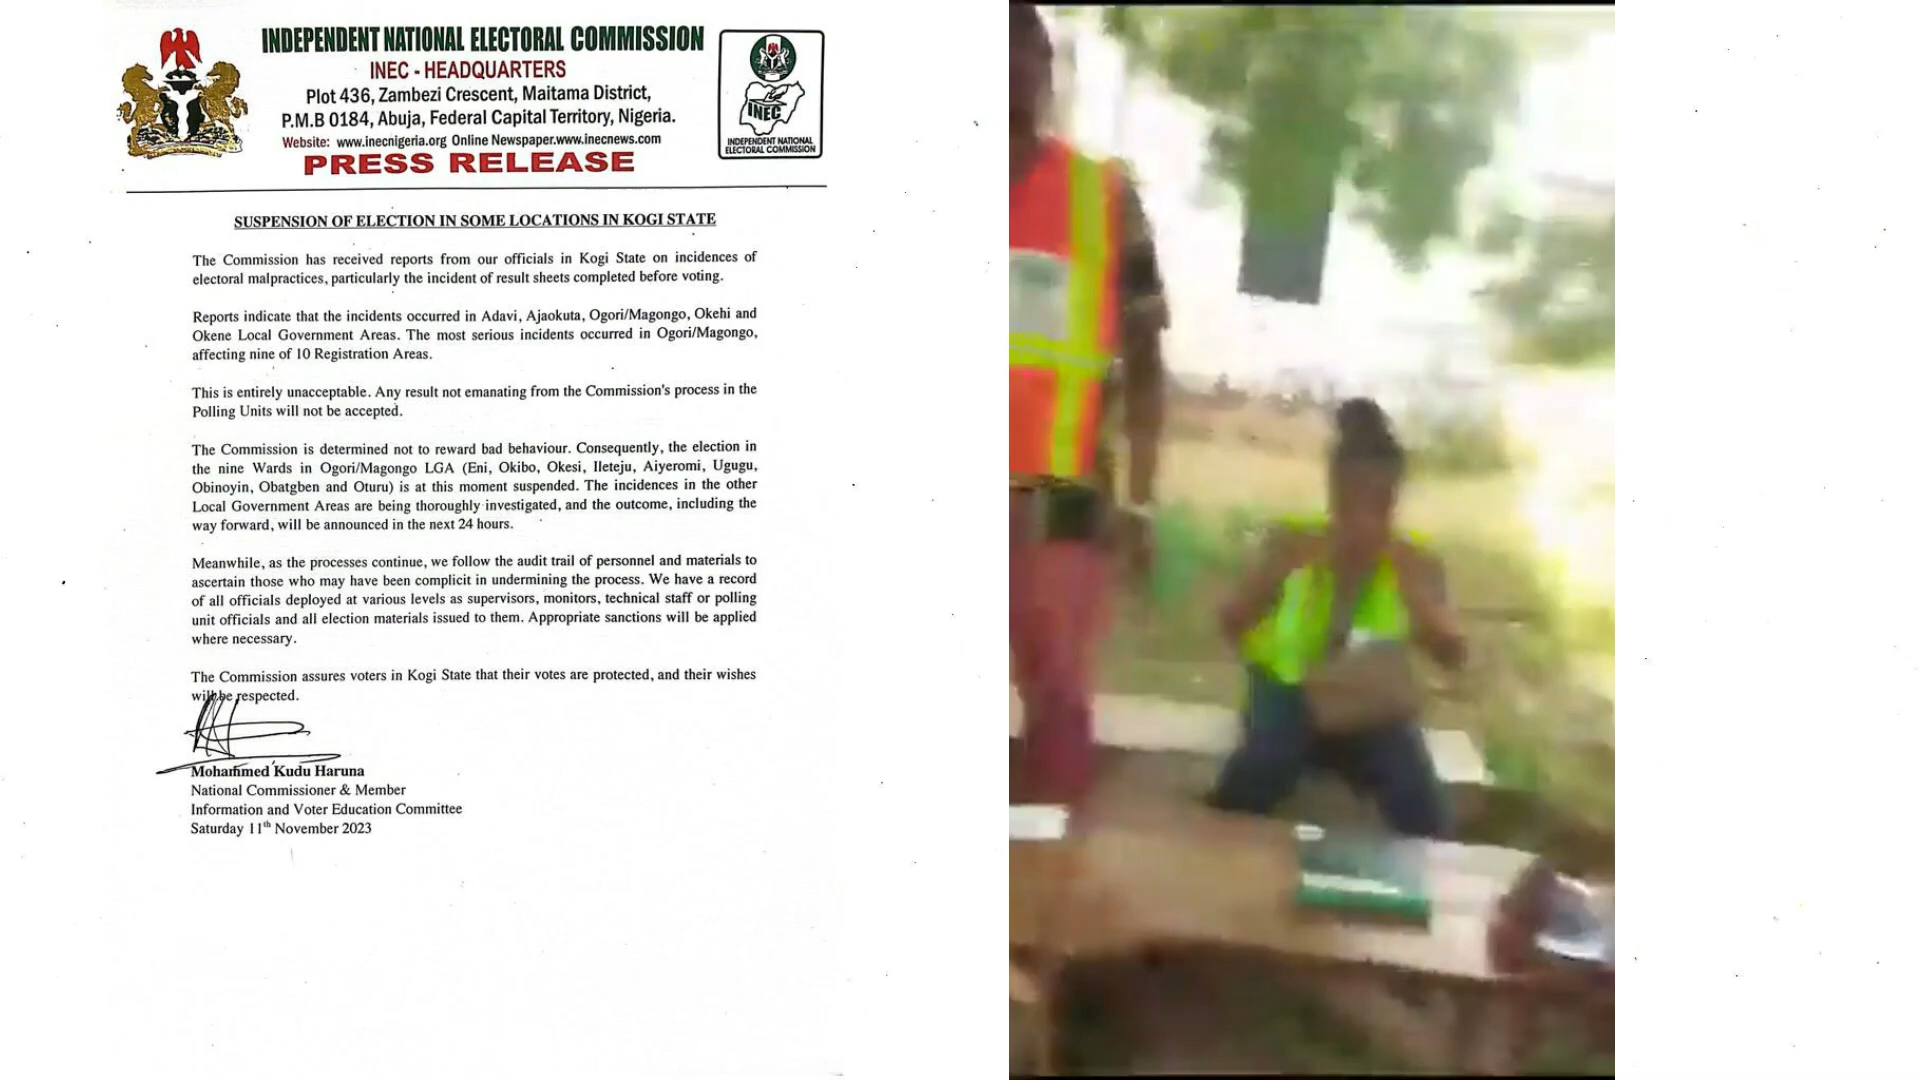 INDEPENDENT NATIONAL ELECTORAL COMMISSION
INEC - HEADQUARTERS
Plot 436, Zambezi Crescent, Maitama District,
P.M.B 0184, Abuja, Federal Capital Territory, Nigeria.
Website: www.inecnigeria.org Online Newspaper.www.inecnews.com
PRESS RELEASE
INEC
INDEPENDENT NATIONAL
ELECTORAL COMMISSION
SUSPENSION OF ELECTION IN SOME LOCATIONS IN KOGI STATE
The Commission has received reports from our officials in Kogi State on incidences of
electoral malpractices, particularly the incident of result sheets completed before voting.
Reports indicate that the incidents occurred in Adavi, Ajaokuta, Ogori/Magongo, Okehi and
Okene Local Government Areas. The most serious incidents occurred in Ogori/Magongo,
affecting nine of 10 Registration Areas.
This is entirely unacceptable. Any result not emanating from the Commission's process in the
Polling Units will not be accepted.
The Commission is determined not to reward bad behaviour. Consequently, the election in
the nine Wards in Ogori/Magongo LGA (Eni, Okibo, Okesi, Ileteju, Aiyeromi, Ugugu,
Obinoyin, Obatgben and Oturu) is at this moment suspended. The incidences in the other
Local Government Areas are being thoroughly investigated, and the outcome, including the
way forward, will be announced in the next 24 hours.
Meanwhile, as the processes continue, we follow the audit trail of personnel and materials to
ascertain those who may have been complicit in undermining the process. We have a record
of all officials deployed at various levels as supervisors, monitors, technical staff or polling
unit officials and all election materials issued to them. Appropriate sanctions will be applied
where necessary.
The Commission assures voters in Kogi State that their votes are protected, and their wishes
will be respected.
Mohammed Kudu Haruna
National Commissioner & Member
Information and Voter Education Committee
Saturday 11th November 2023